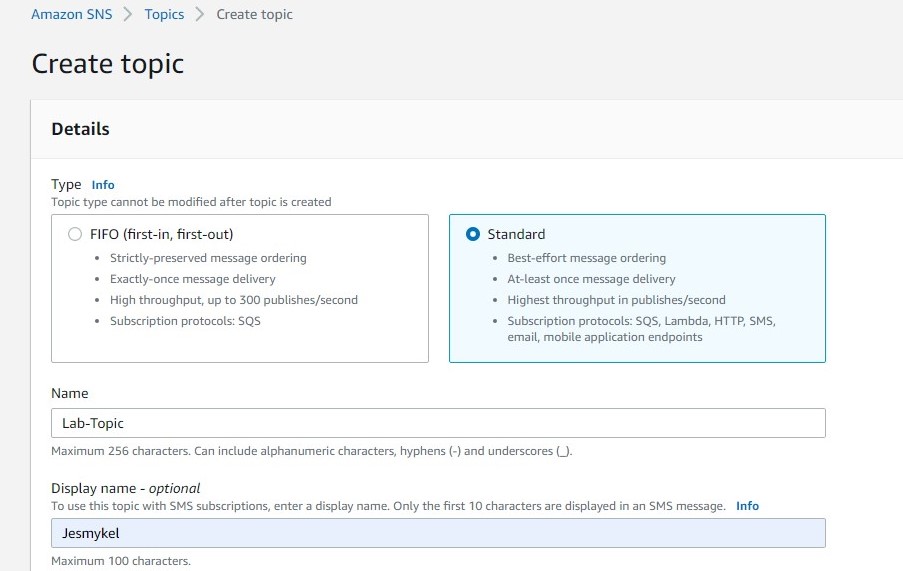 Amazon SNS > Topics > Create topic
Create topic
Details
Type Info
Topic type cannot be modified after topic is created
FIFO (first-in, first-out)
• Strictly-preserved message ordering
• Exactly-once message delivery
• High throughput, up to 300 publishes/second
• Subscription protocols: SQS
Standard
• Best-effort message ordering
• At-least once message delivery
• Highest throughput in publishes/second
• Subscription protocols: SQS, Lambda, HTTP, SMS,
email, mobile application endpoints
Name
Lab-Topic
Maximum 256 characters. Can include alphanumeric characters, hyphens (-) and underscores (_).
Display name - optional
To use this topic with SMS subscriptions, enter a display name. Only the first 10 characters are displayed in an SMS message. Info
Jesmykel
Maximum 100 characters.